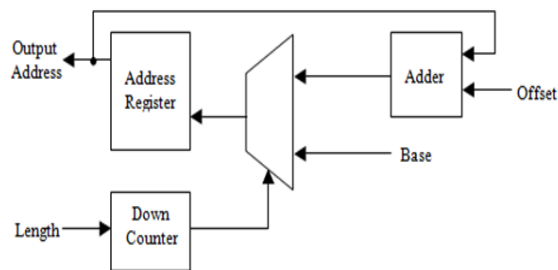 Output
Address
Address
Register
Adder
Offset
Base
Length
Down
Counter